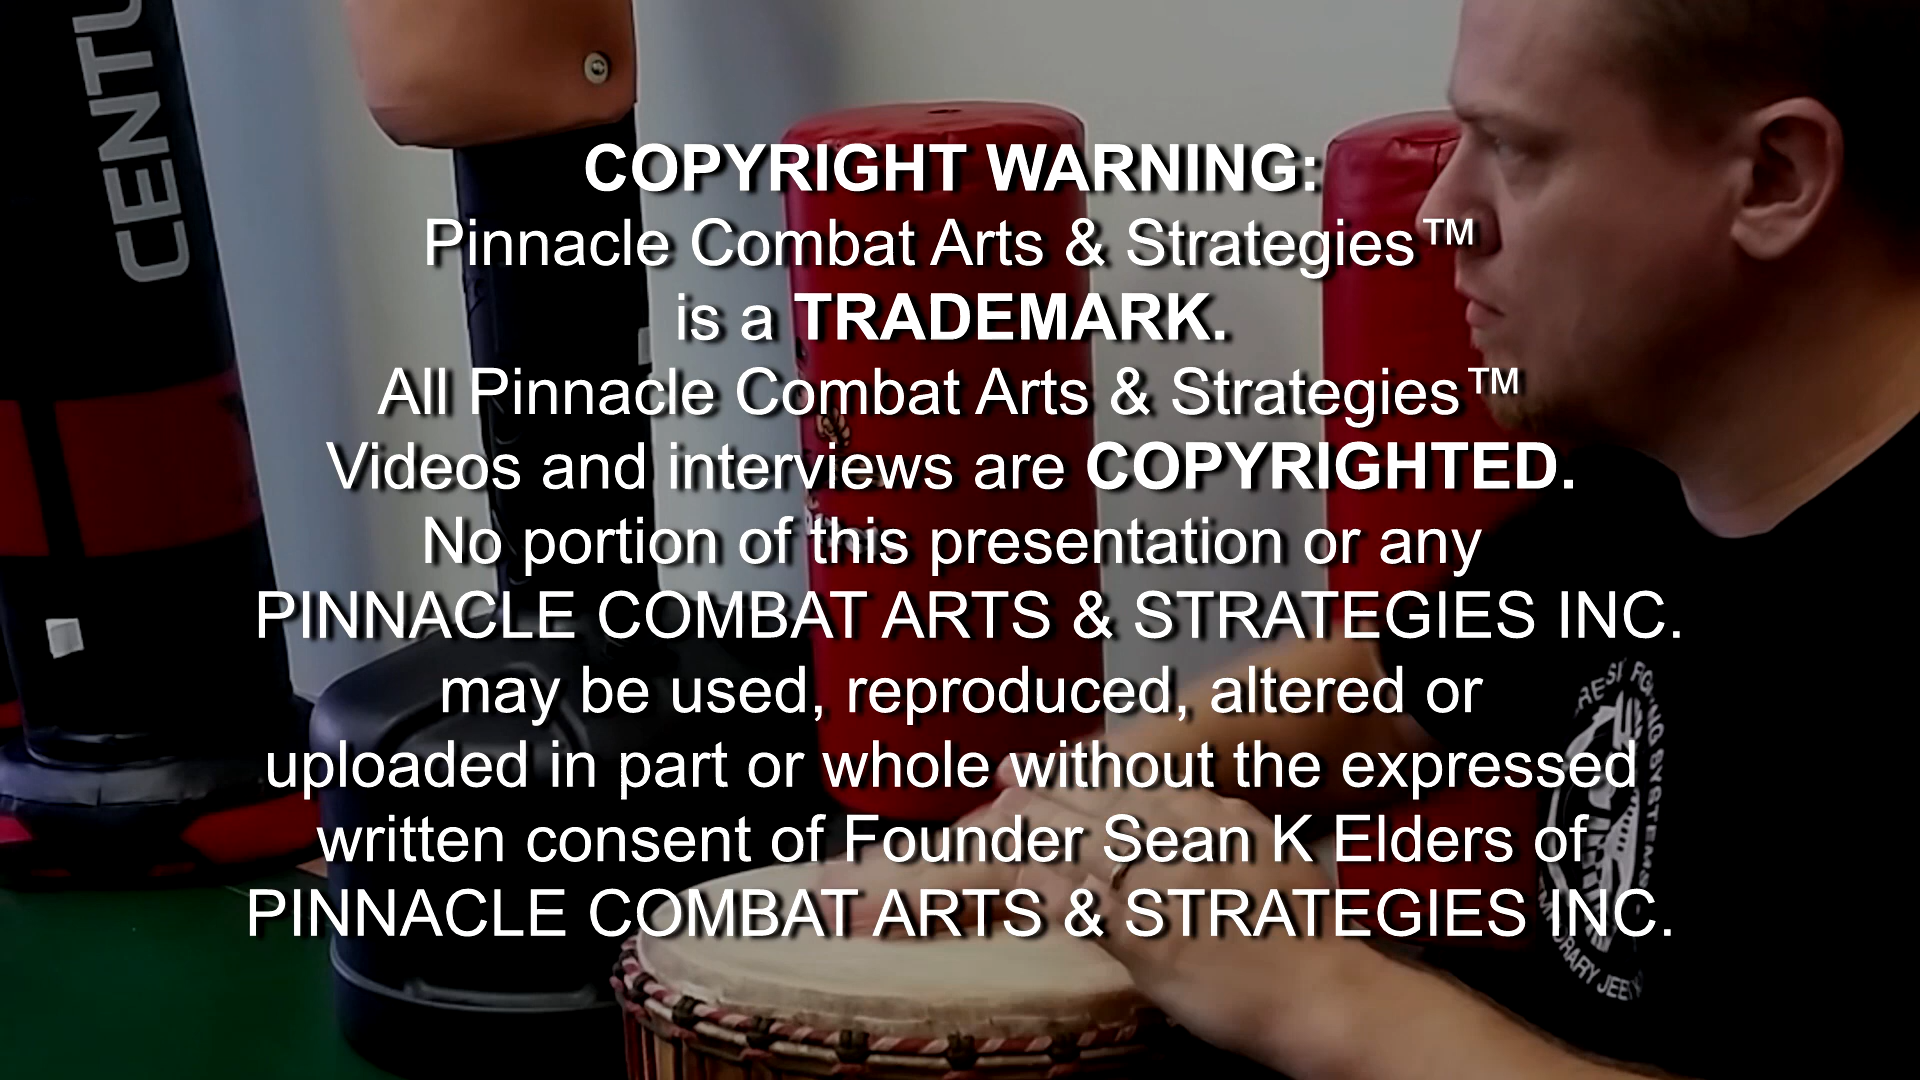 CENTU
COPYRIGHT WARNING:
Pinnacle Combat Arts & Strategies™
is a TRADEMARK.
All Pinnacle Combat Arts & Strategies™
Videos and interviews are COPYRIGHTED.
No portion of this presentation or any
PINNACLE COMBAT ARTS & STRATEGIES INC.
may be used, reproduced, altered or
uploaded in part or whole without the expressed
written consent of Founder Sean K Elders of
PINNACLE COMBAT ARTS & STRATEGIES INC.